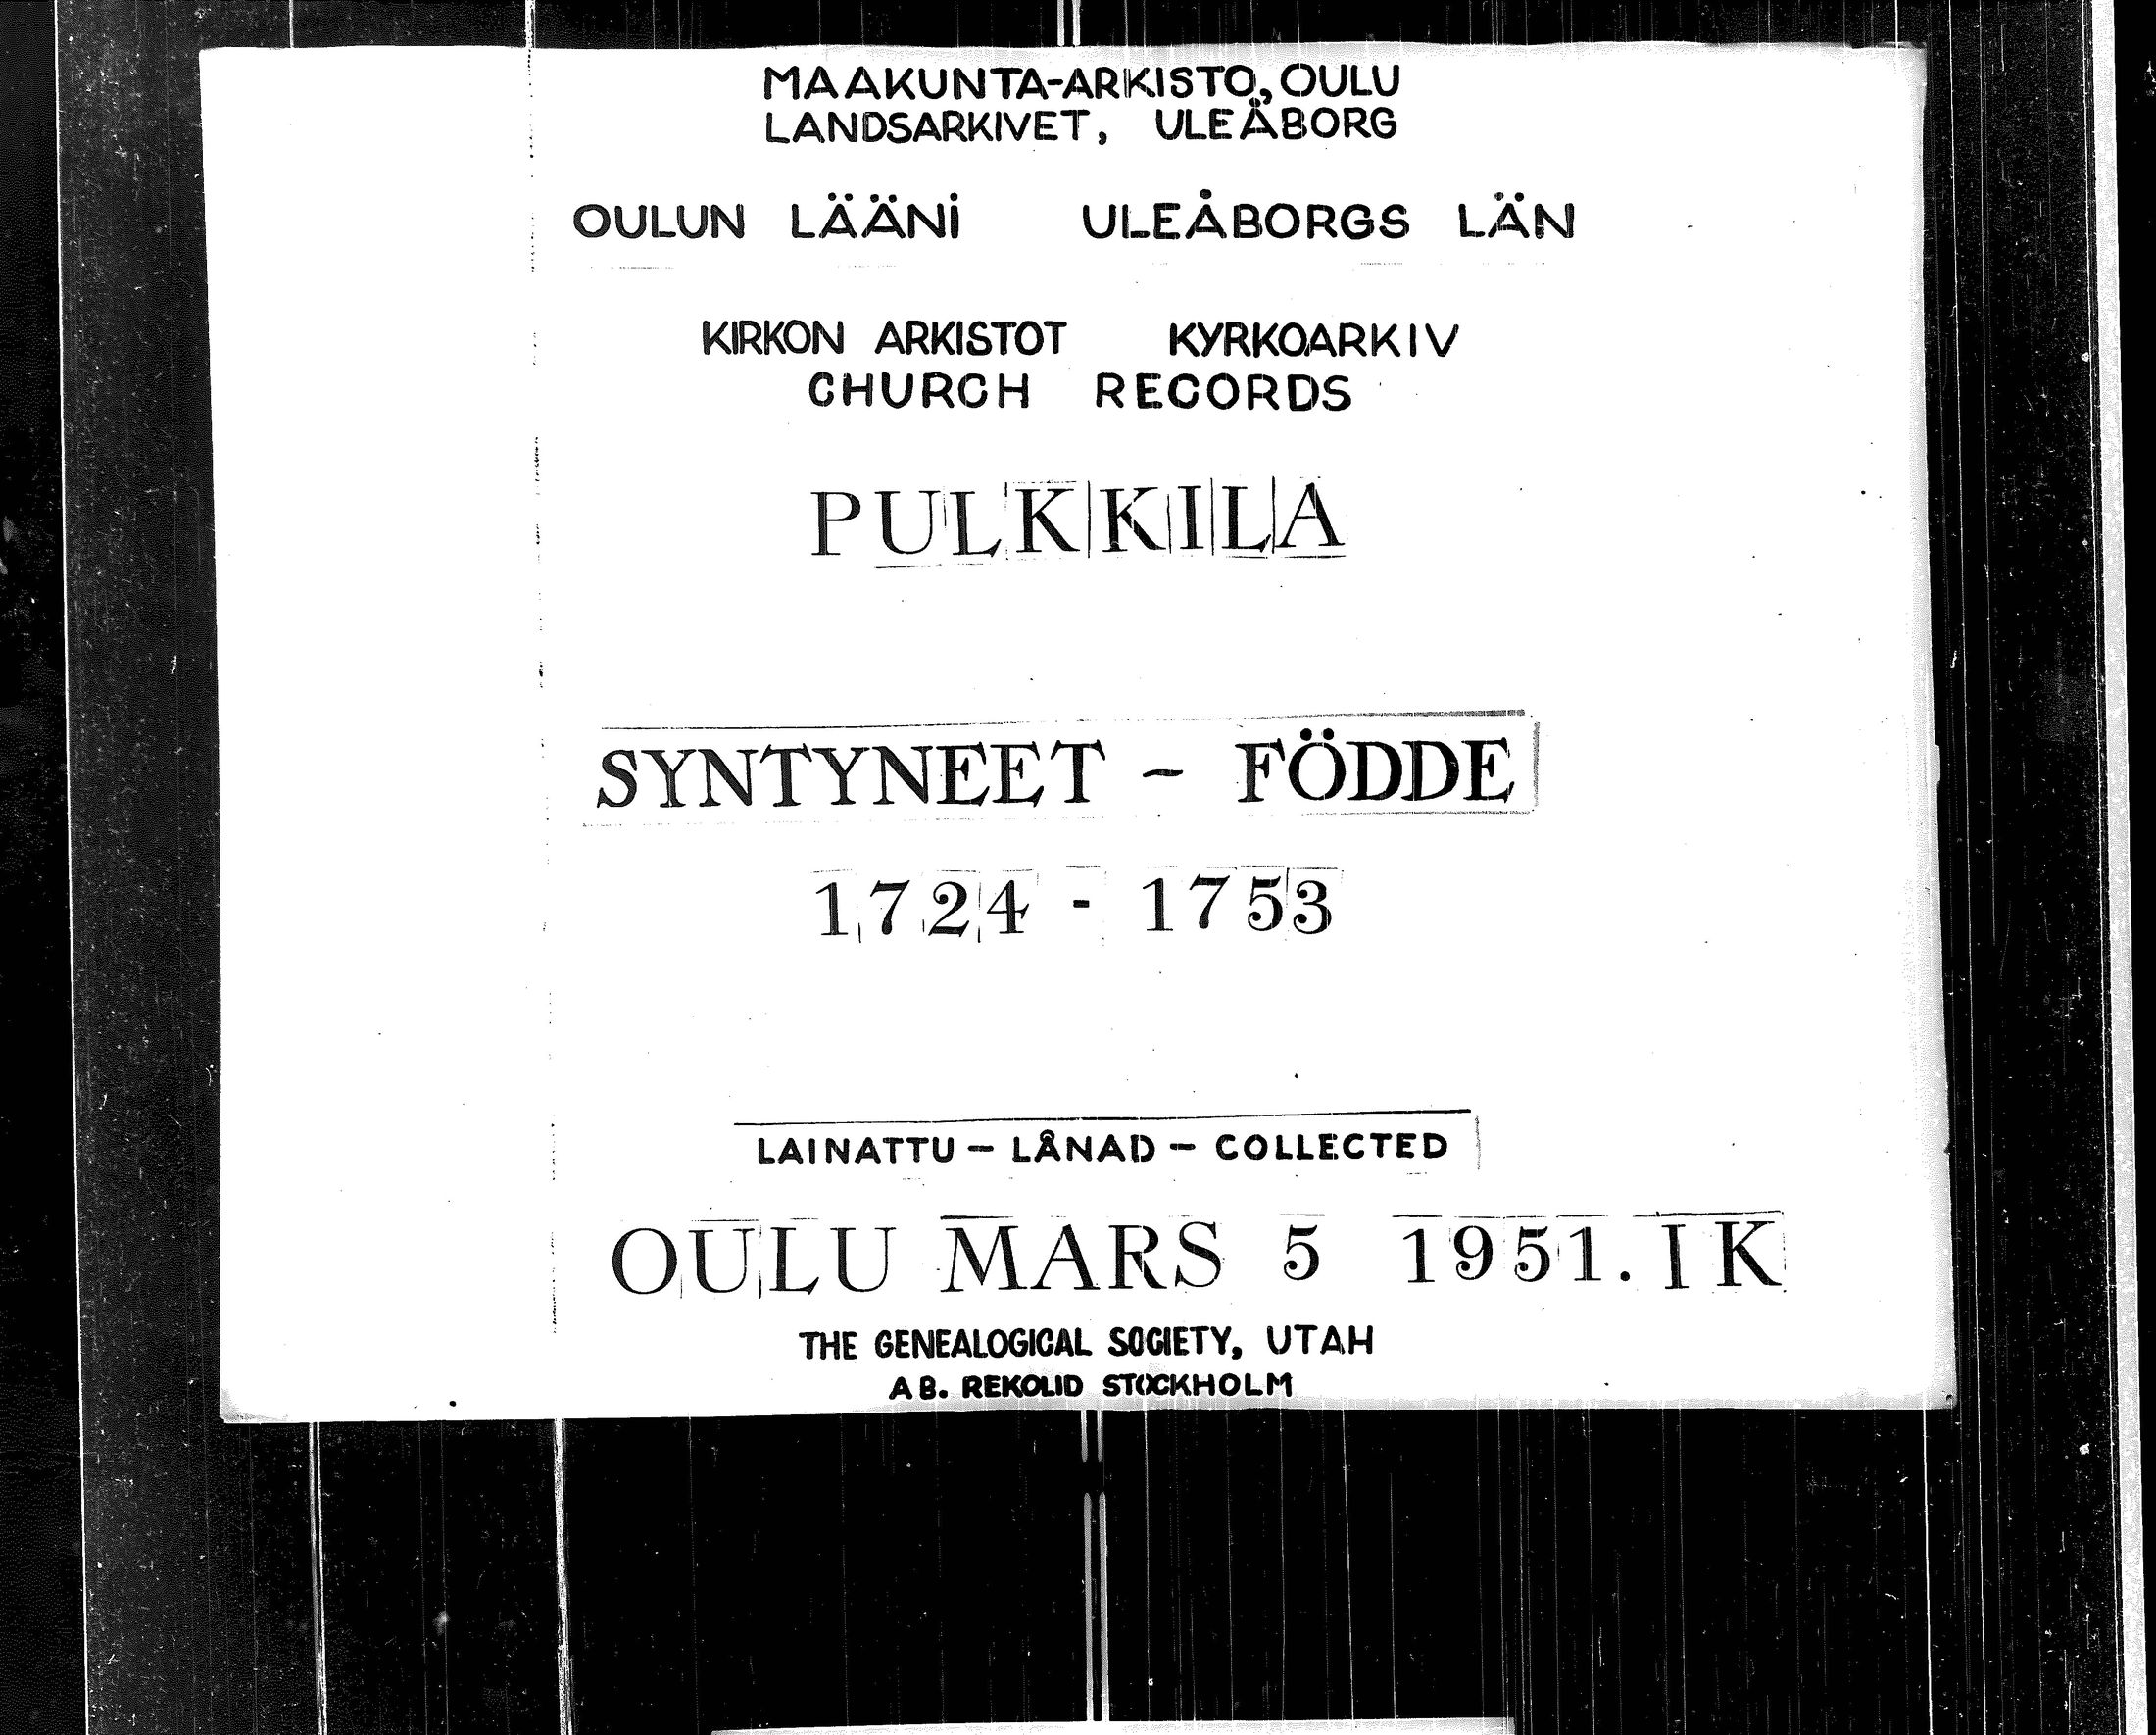 MAAKUNTA-ARKISTO, OULU
LANDSARKIVET, ULEÅBORG
OULUN LÄÄNI ULEÅBORGS LÄN
KIRKON ARKISTOT KYRKOARKIV
CHURCH RECORDS
PULKKILA
SYNTYNEET - FÖDDE
1724 - 1753
LAINATTU - LÅNAD - COLLECTED
OULU MARS 5 1951. IK
THE GENEALOGICAL SOCIETY, UTAH
AB. REKOLID STOCKHOLM